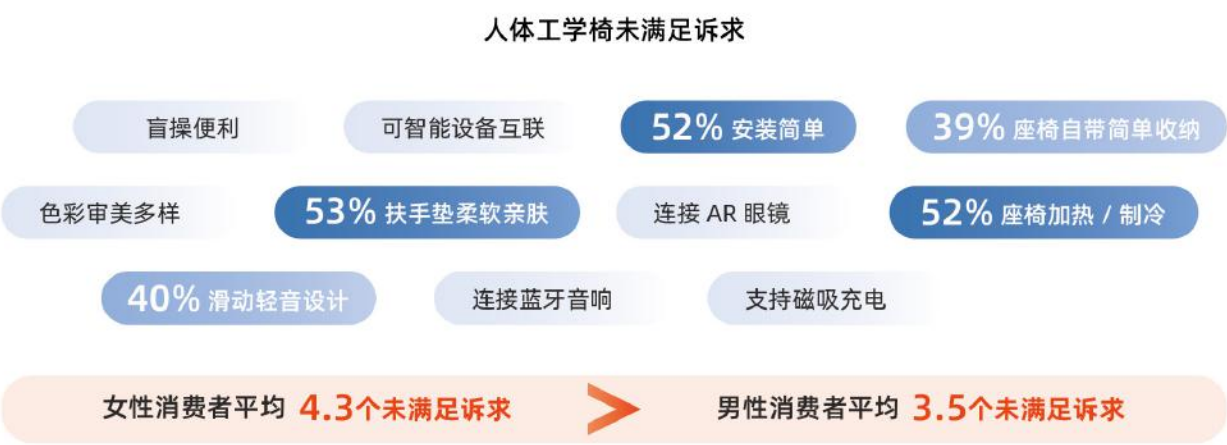 人体工学椅未满足诉求
盲操便利 可智能设备互联 52% 安装简单 39% 座椅自带简单收纳
色彩审美多样 53% 扶手垫柔软亲肤 连接 AR 眼镜 52% 座椅加热 / 制冷
40% 滑动轻音设计 连接蓝牙音响 支持磁吸充电
女性消费者平均 4.3个未满足诉求 > 男性消费者平均 3.5个未满足诉求